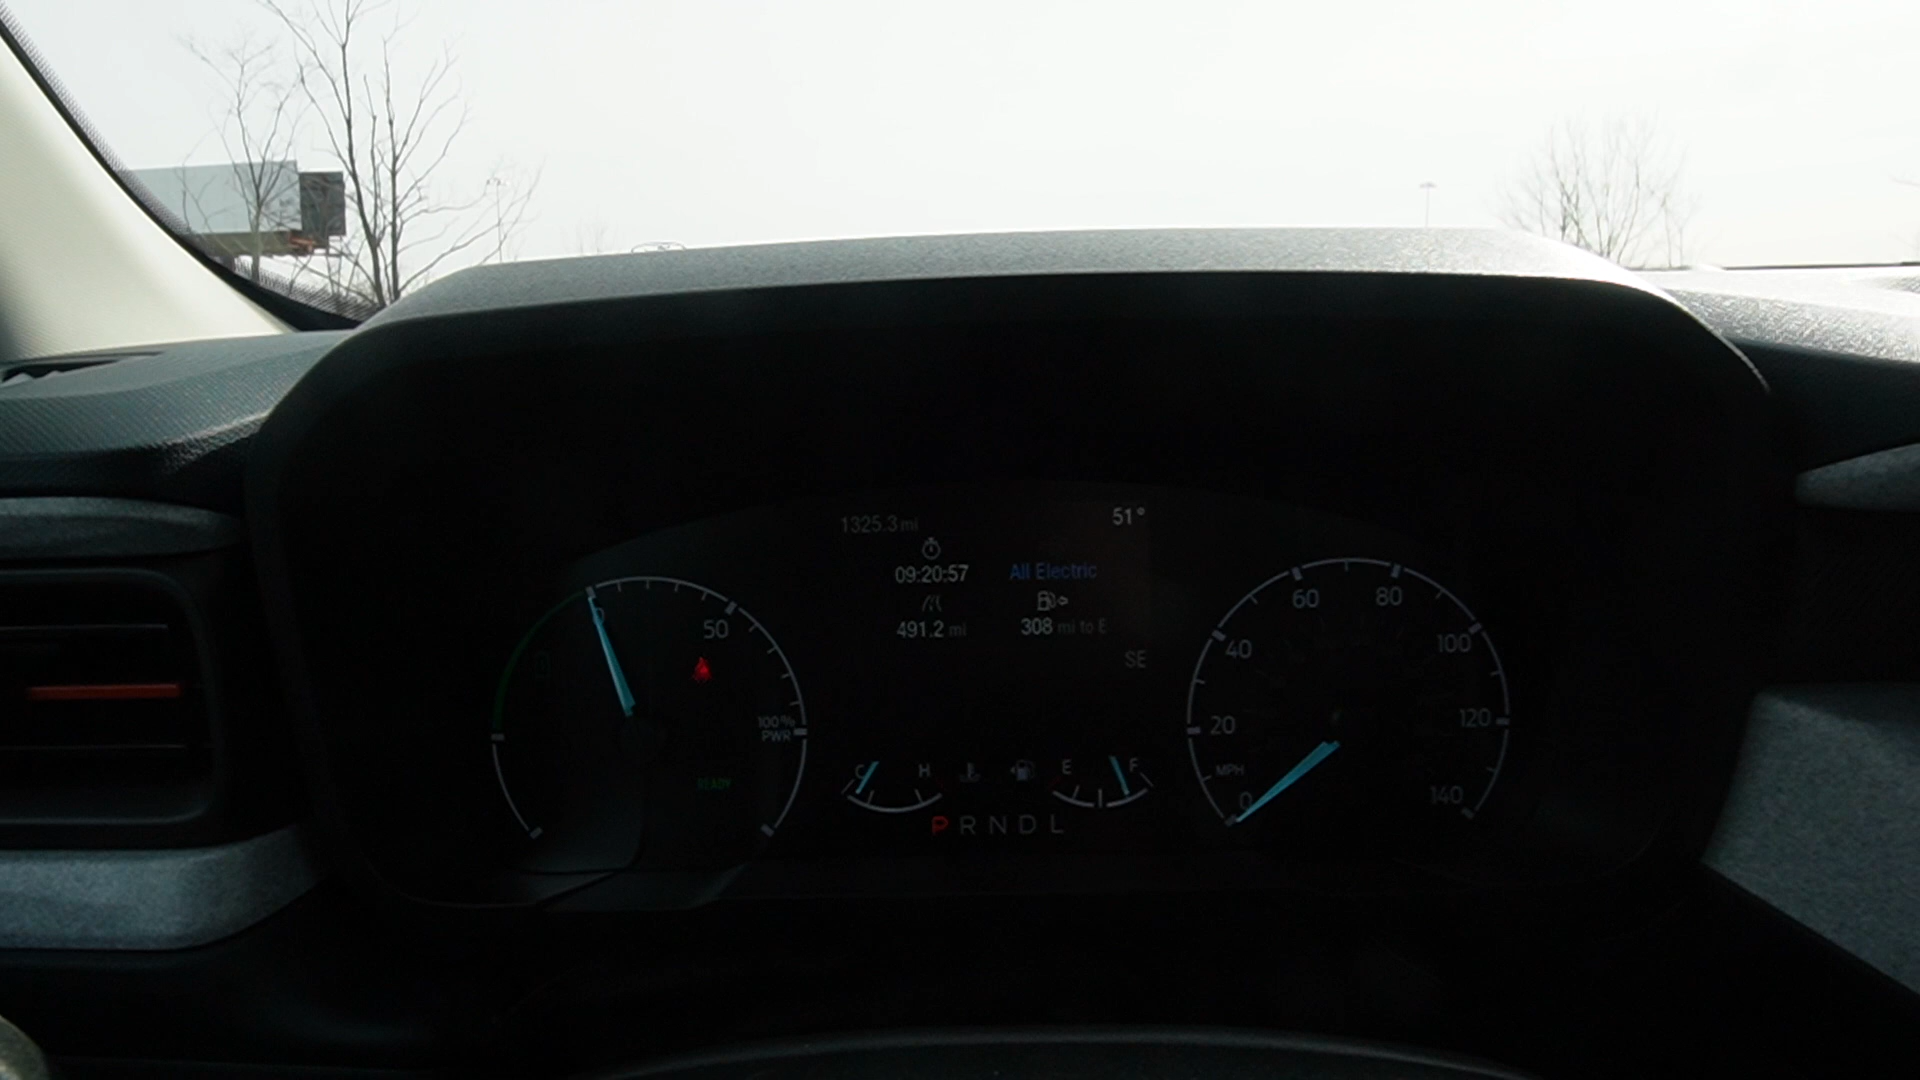 1325.3 mi
51°
09:20:57
All Electric
491.2 mi
308 mi to E
SE
0
50
100%
PWR
READY
C
H
E
F
P R N D L
0
20
40
60
80
100
120
140
MPH